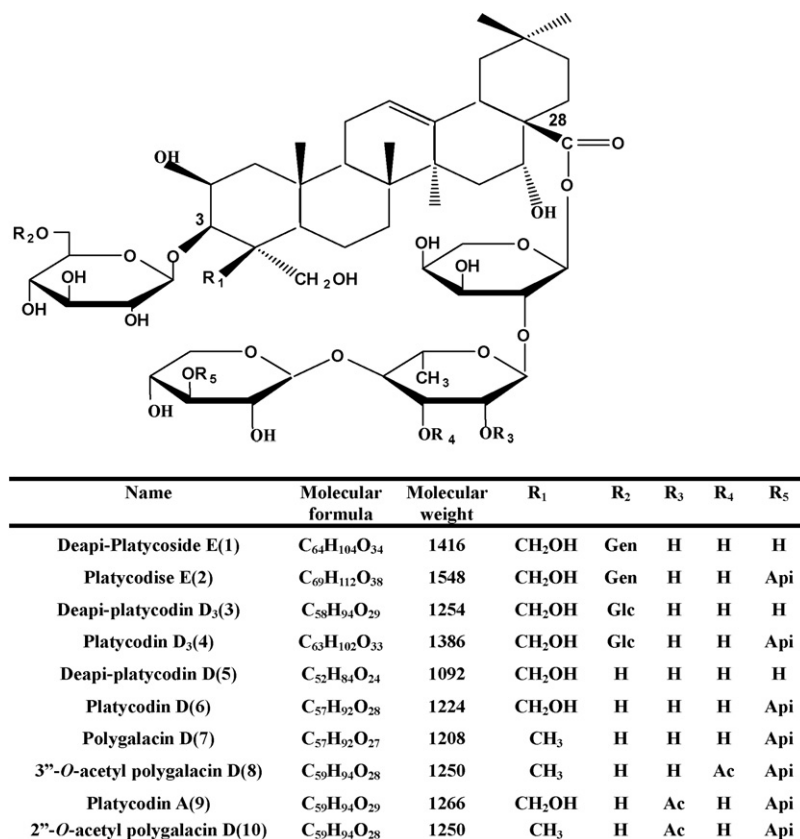 28
C
O
O
OH
OH
3
R2O
O
O
R1
CH2OH
OH
OH
OH
O
OH
OH
O
O
O
CH3
O
OR5
OH
OH
OR4
OR3
Name Molecular formula Molecular weight R1 R2 R3 R4 R5
Deapi-Platycoside E(1) C64H104O34 1416 CH2OH Gen H H H
Platycodise E(2) C69H112O38 1548 CH2OH Gen H H Api
Deapi-platycodin D3(3) C58H94O29 1254 CH2OH Glc H H H
Platycodin D3(4) C63H102O33 1386 CH2OH Glc H H Api
Deapi-platycodin D(5) C52H84O24 1092 CH2OH H H H H
Platycodin D(6) C57H92O28 1224 CH2OH H H H Api
Polygalacin D(7) C57H92O27 1208 CH3 H H H Api
3”-O-acetyl polygalacin D(8) C59H94O28 1250 CH3 H H Ac Api
Platycodin A(9) C59H94O29 1266 CH2OH H Ac H Api
2”-O-acetyl polygalacin D(10) C59H94O28 1250 CH3 H Ac H Api